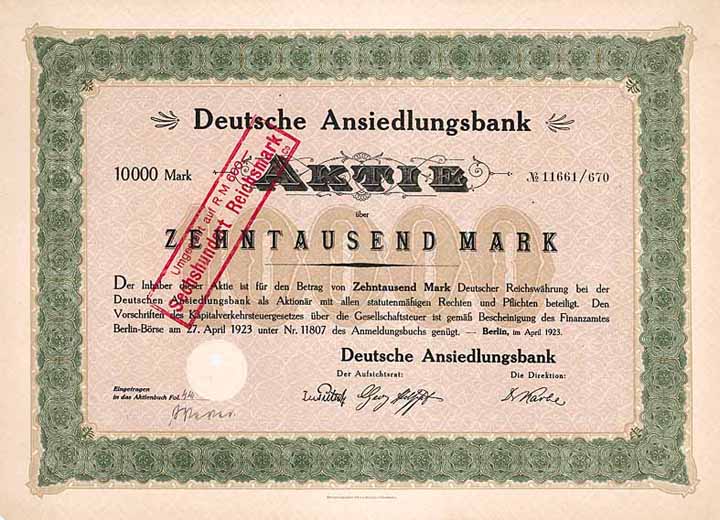 Deutsche Ansiedlungsbank
10000 Mark
AKTIE
№ 11661/670
über
ZEHNTAUSEND MARK
Umgestellt auf RM 600.—
Sechshundert Reichsmark
Der Inhaber dieser Aktie ist für den Betrag von Zehntausend Mark Deutscher Reichswährung bei der
Deutschen Ansiedlungsbank als Aktionär mit allen statutenmäßigen Rechten und Pflichten beteiligt. Den
Vorschriften des Kapitalverkehrsteuergesetzes über die Gesellschaftsteuer ist gemäß Bescheinigung des Finanzamtes
Berlin-Börse am 27. April 1923 unter Nr. 11807 des Anmeldungsbuchs genügt. — Berlin, im April 1923.
Deutsche Ansiedlungsbank
Der Aufsichtsrat:
Die Direktion:
Eingetragen
in das Aktienbuch Fol. 44